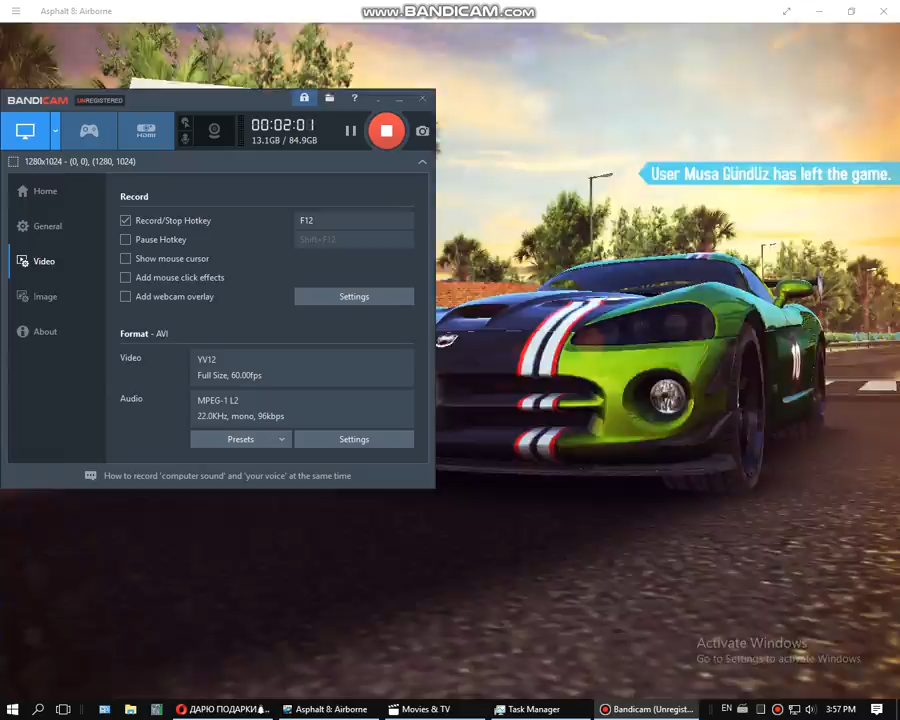 Asphalt 8: Airborne
www.BANDICAM.com
BANDICAM UNREGISTERED
?
HDMI
00:02:01
13.1GB / 84.9GB
1280x1024 - (0, 0), (1280, 1024)
Home
General
Video
Image
About
Record
Record/Stop Hotkey
F12
Pause Hotkey
Shift+F12
Show mouse cursor
Add mouse click effects
Add webcam overlay
Settings
Format - AVI
Video
YV12
Full Size, 60.00fps
Audio
MPEG-1 L2
22.0KHz, mono, 96kbps
Presets
Settings
How to record 'computer sound' and 'your voice' at the same time
User Musa GündÜz has left the game.
Activate Windows
Go to Settings to activate Windows
ДАРЮ ПОДАРКИ...
Asphalt 8: Airborne
Movies & TV
Task Manager
Bandicam (Unregist...
EN
3:57 PM